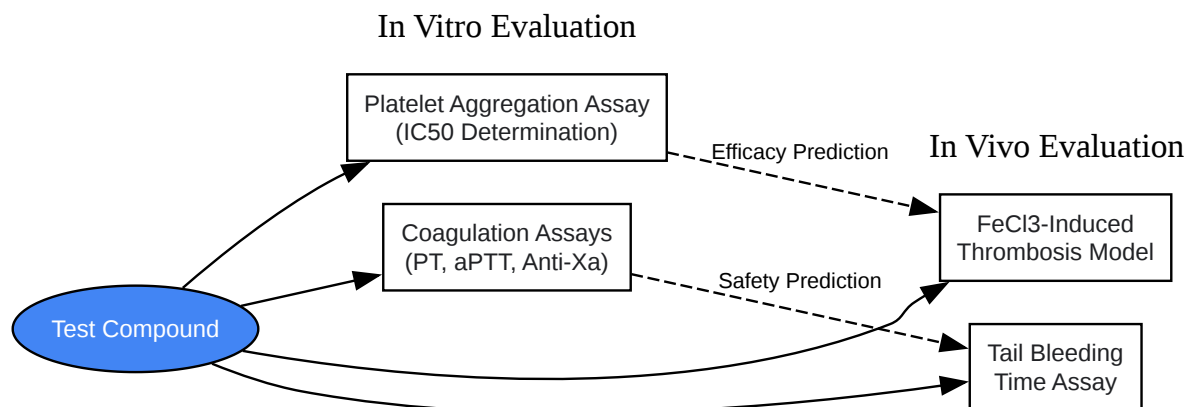 In Vitro Evaluation
Platelet Aggregation Assay
(IC50 Determination)
Efficacy Prediction
In Vivo Evaluation
Coagulation Assays
(PT, aPTT, Anti-Xa)
FeCl3-Induced
Thrombosis Model
Safety Prediction
Test Compound
Tail Bleeding
Time Assay